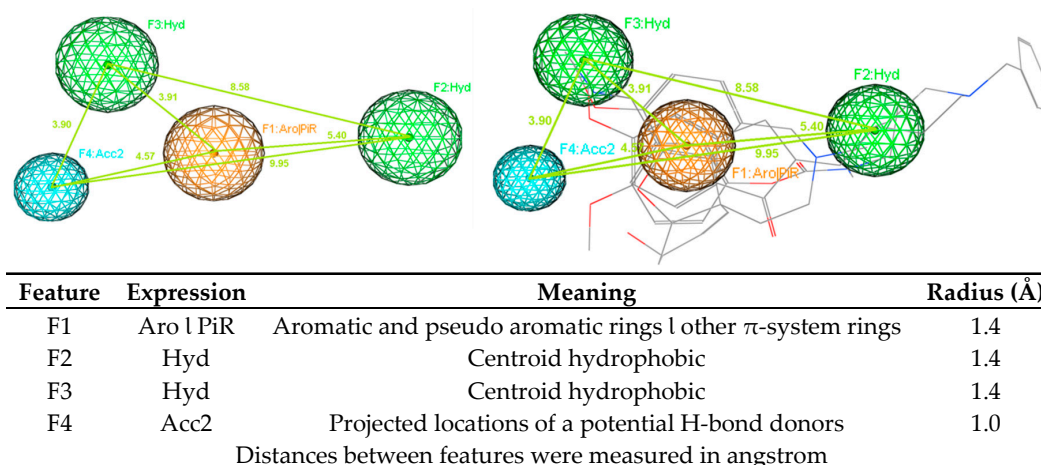 F3:Hyd
8.58
F2:Hyd
3.91
3.90
F1:Aro|PiR
5.40
F4:Acc2
4.57
9.95
F3:Hyd
8.58
F2:Hyd
3.91
3.90
5.40
F4:Acc2
9.95
F1:Aro|PiR
Feature Expression Meaning Radius (Å)
F1 Aro l PiR Aromatic and pseudo aromatic rings l other π-system rings 1.4
F2 Hyd Centroid hydrophobic 1.4
F3 Hyd Centroid hydrophobic 1.4
F4 Acc2 Projected locations of a potential H-bond donors 1.0
Distances between features were measured in angstrom